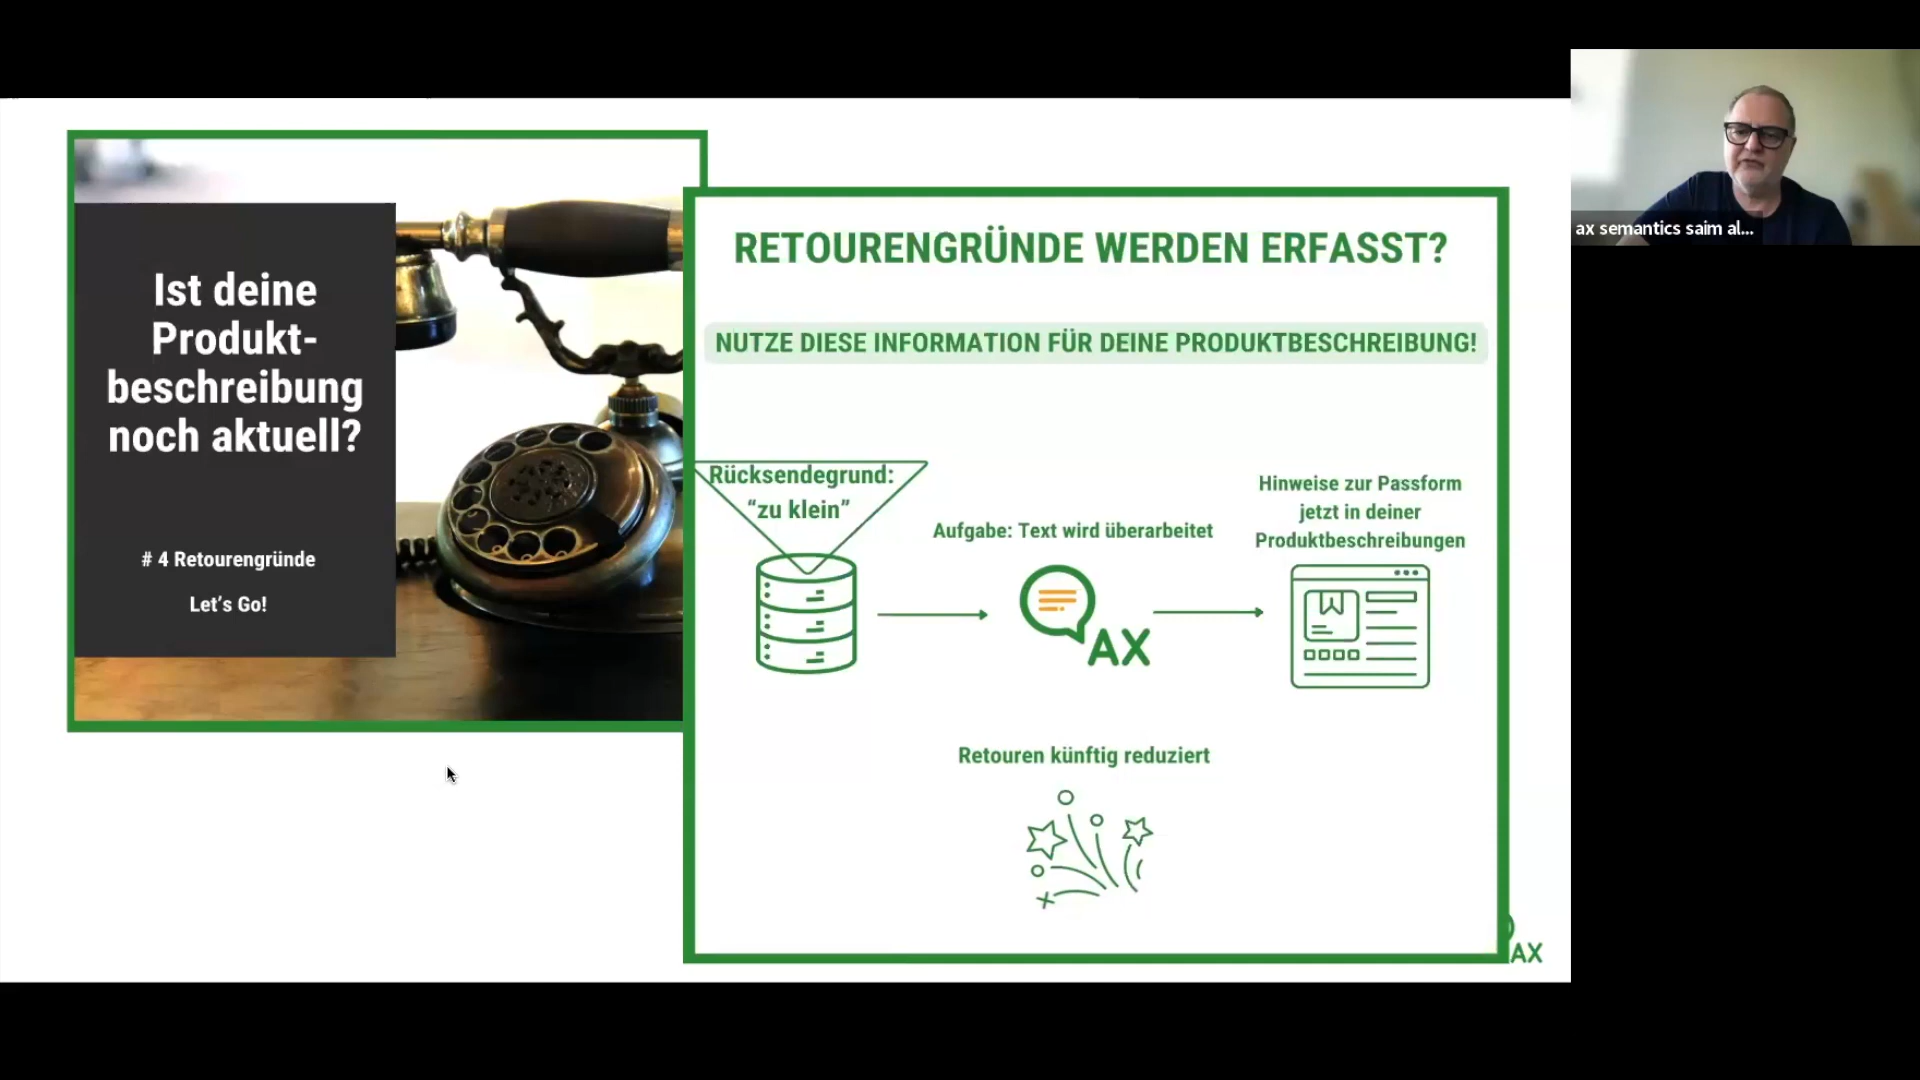 Ist deine
Produkt-
beschreibung
noch aktuell?
# 4 Retourengründe
Let's Go!
RETOURENGRÜNDE WERDEN ERFASST?
NUTZE DIESE INFORMATION FÜR DEINE PRODUKTBESCHREIBUNG!
Rücksendegrund:
“zu klein”
Aufgabe: Text wird überarbeitet
AX
Hinweise zur Passform
jetzt in deiner
Produktbeschreibungen
Retouren künftig reduziert
AX
ax semantics saim al...